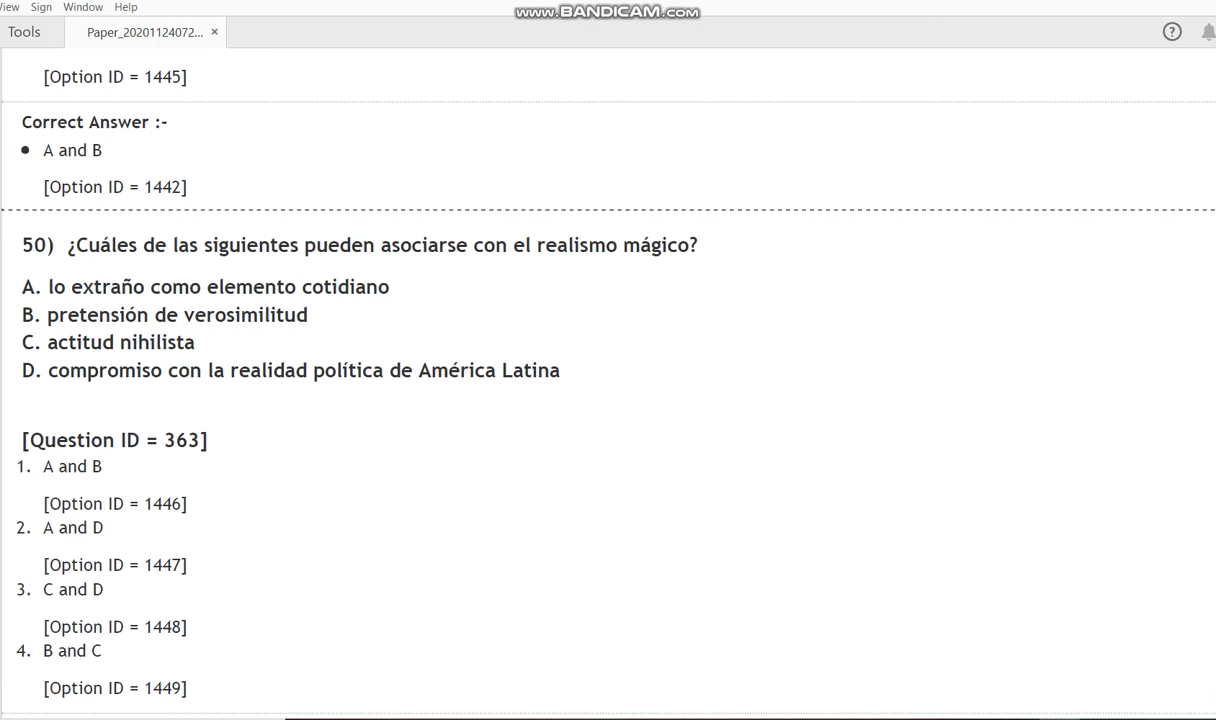 View Sign Window Help
www.BANDICAM.com
Tools Paper_20201124072... ×
?
[Option ID = 1445]
Correct Answer :-
• A and B
[Option ID = 1442]
50) ¿Cuáles de las siguientes pueden asociarse con el realismo mágico?
A. lo extraño como elemento cotidiano
B. pretensión de verosimilitud
C. actitud nihilista
D. compromiso con la realidad política de América Latina
[Question ID = 363]
1. A and B
[Option ID = 1446]
2. A and D
[Option ID = 1447]
3. C and D
[Option ID = 1448]
4. B and C
[Option ID = 1449]